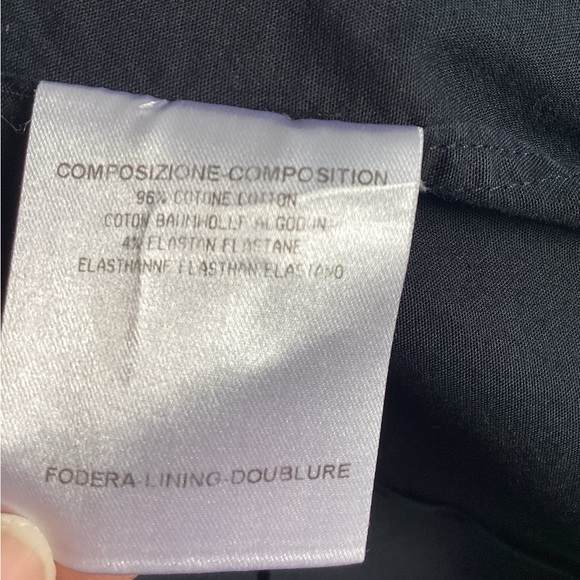 COMPOSIZIONE-COMPOSITION
96% COTONE COTTON
COTON BAUMWOLLE ALGODON
4% ELASTAN ELASTANE
ELASTHANNE ELASTHAN ELASTANO
FODERA-LINING-DOUBLURE